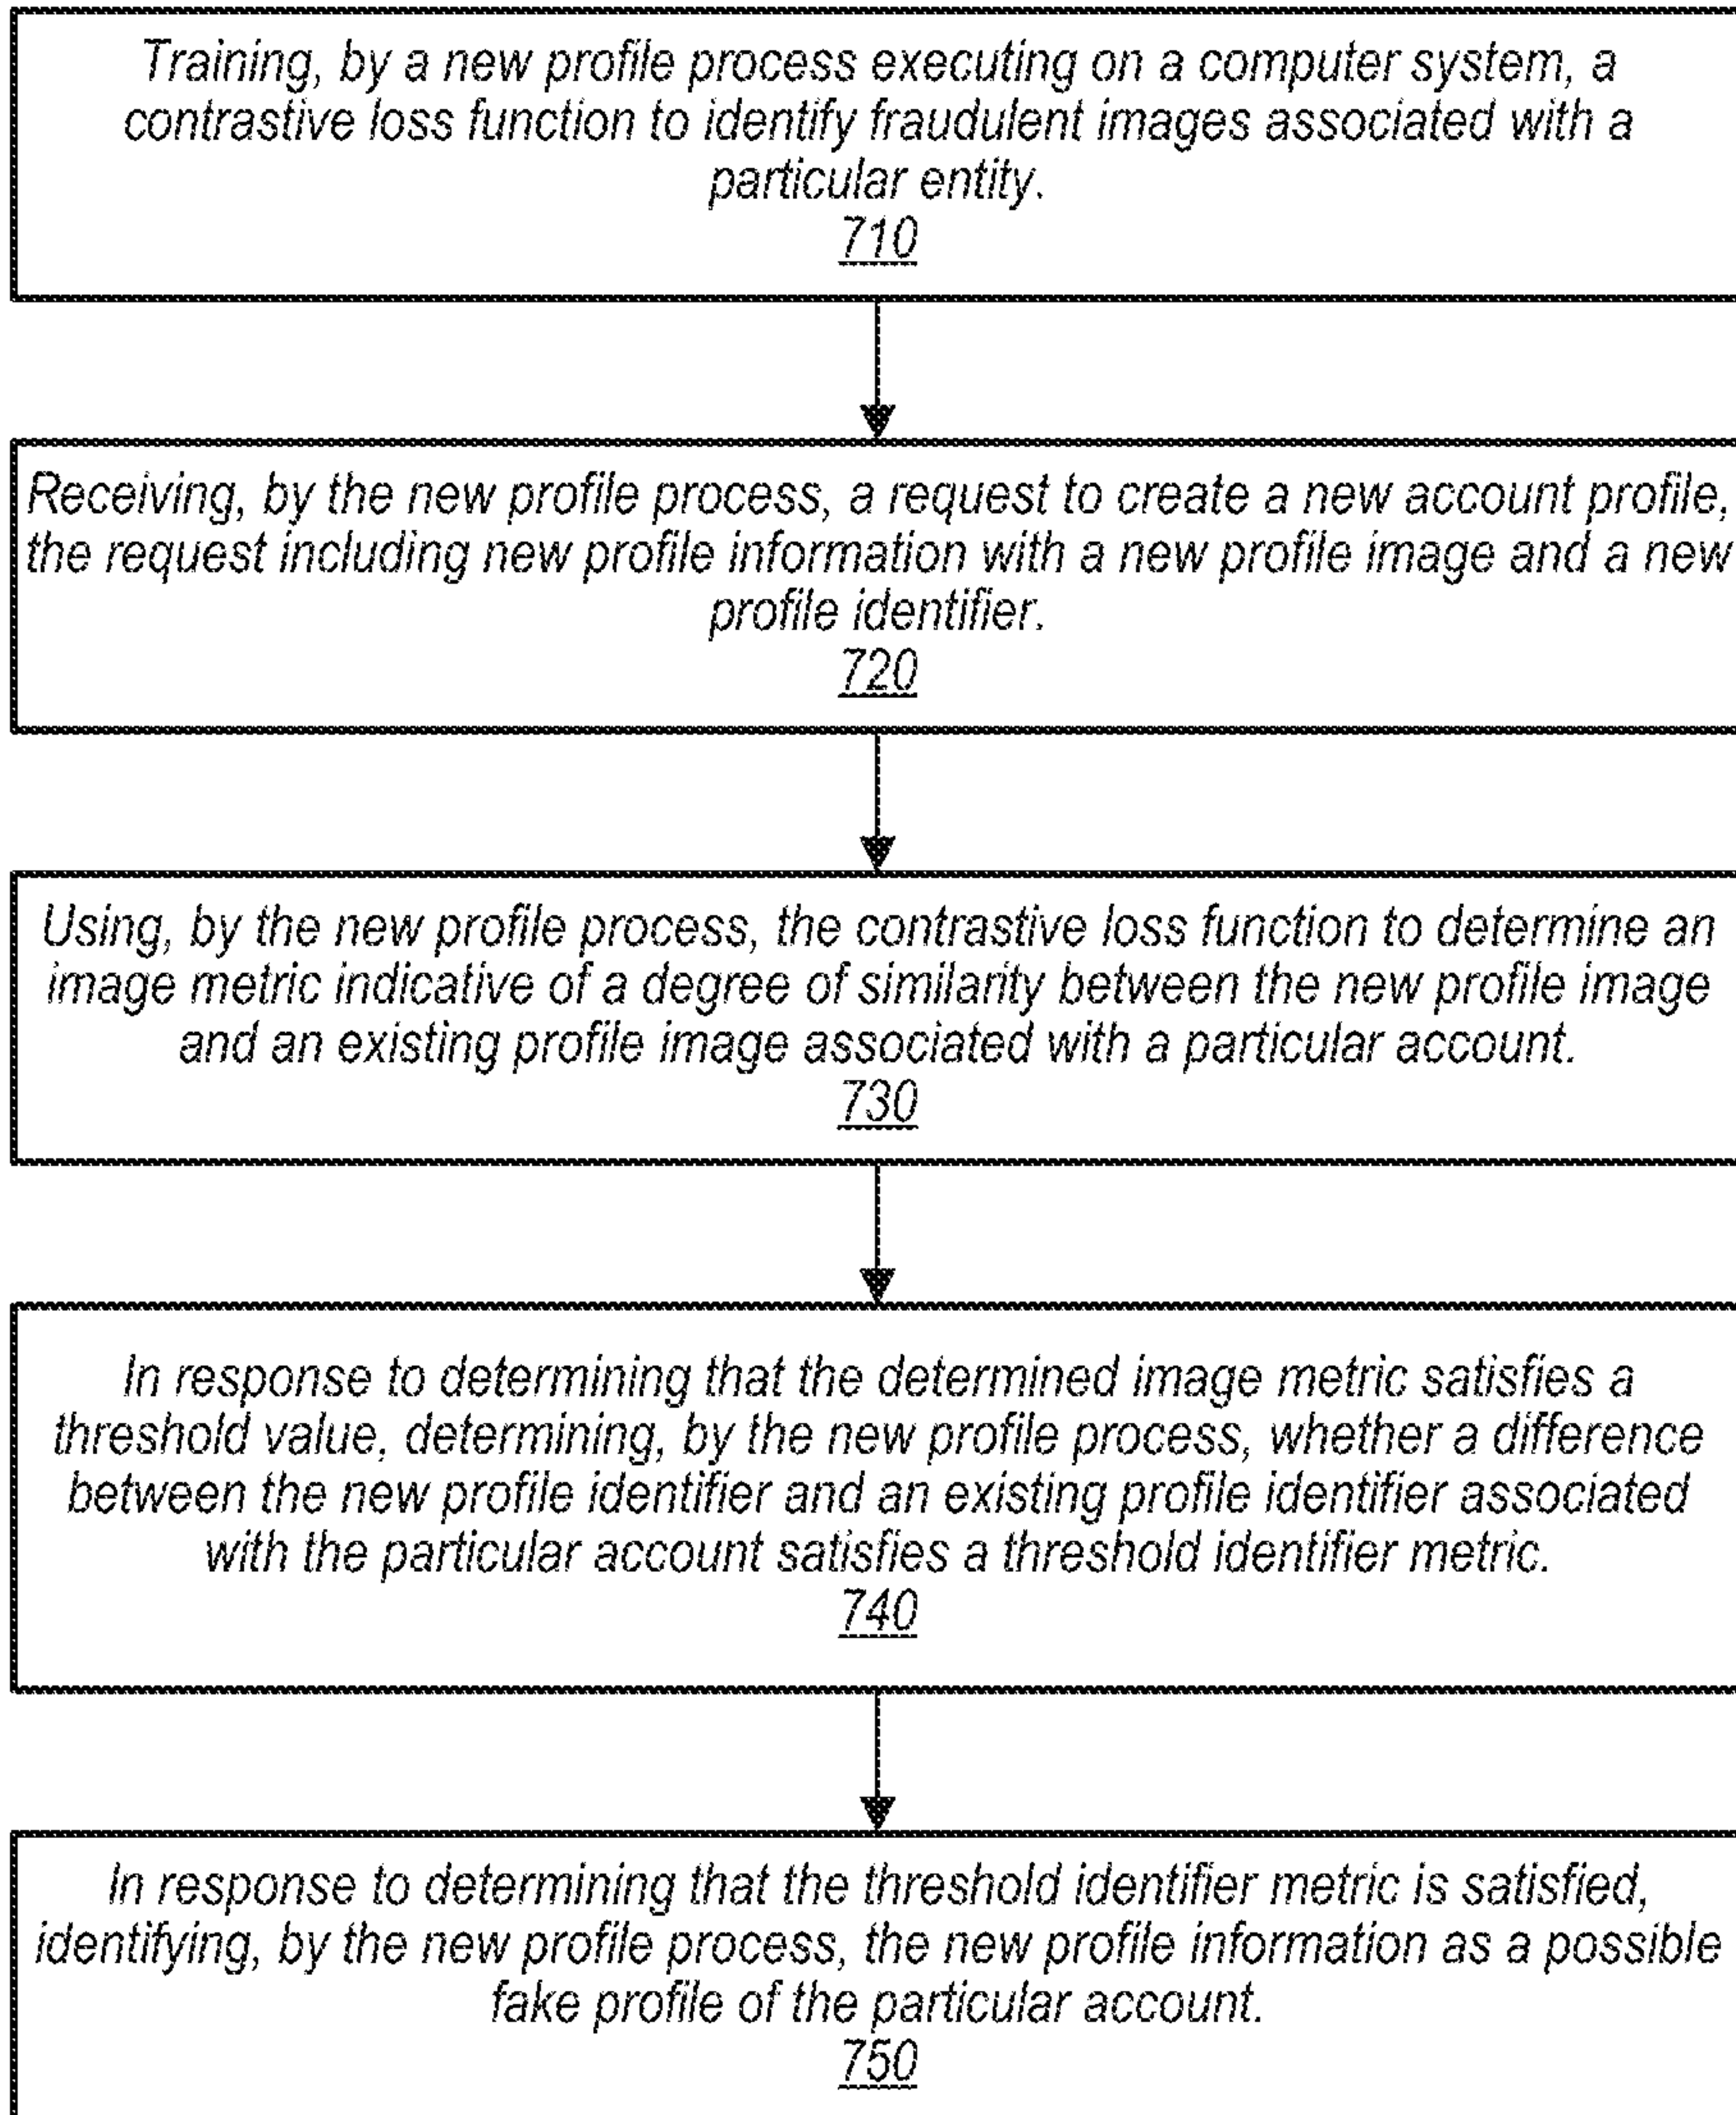 Training, by a new profile process executing on a computer system, a
contrastive loss function to identify fraudulent images associated with a
particular entity.
710
Receiving, by the new profile process, a request to create a new account profile,
the request including new profile information with a new profile image and a new
profile identifier.
720
Using, by the new profile process, the contrastive loss function to determine an
image metric indicative of a degree of similarity between the new profile image
and an existing profile image associated with a particular account.
730
In response to determining that the determined image metric satisfies a
threshold value, determining, by the new profile process, whether a difference
between the new profile identifier and an existing profile identifier associated
with the particular account satisfies a threshold identifier metric.
740
In response to determining that the threshold identifier metric is satisfied,
identifying, by the new profile process, the new profile information as a possible
fake profile of the particular account.
750